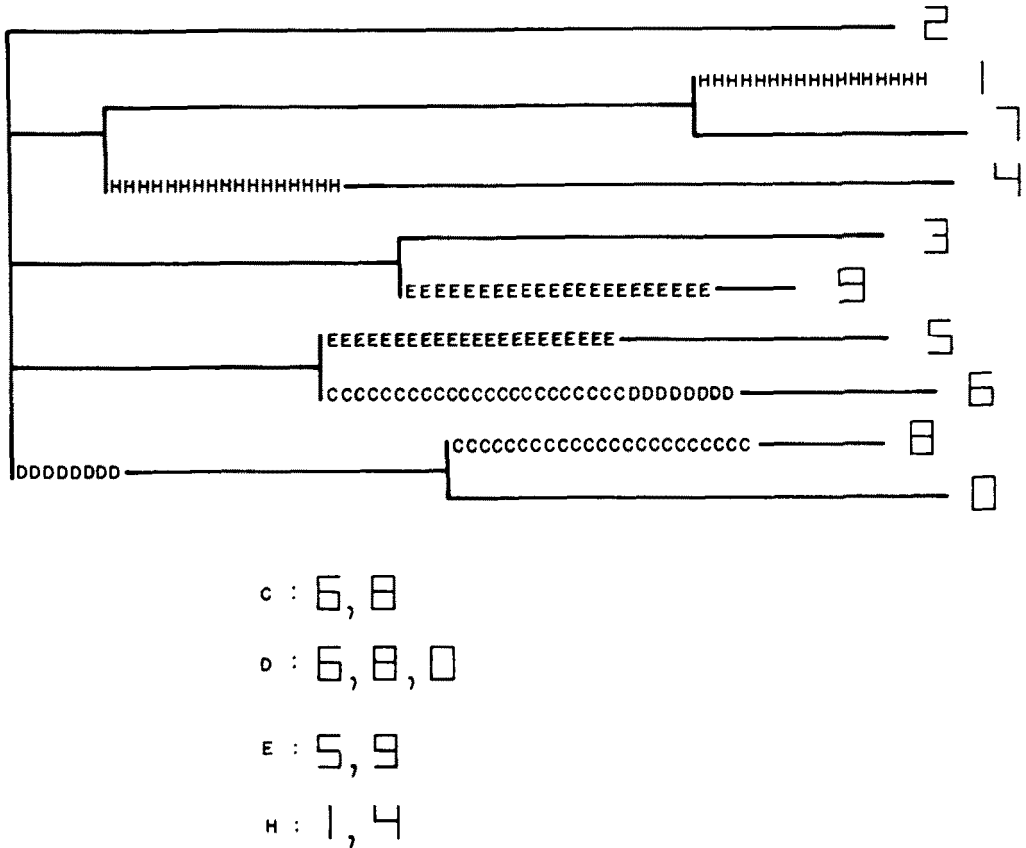 2
HHHHHHHHHHHHHHHHH 1
7
HHHHHHHHHHHHHHHHH 4
3
EEEEEEEEEEEEEEEEEEEEEE 9
EEEEEEEEEEEEEEEEEEEEEE 5
CCCCCCCCCCCCCCCCCCCCCCCDDDDDDDD 6
CCCCCCCCCCCCCCCCCCCCCCC 8
DDDDDDDD
0
C : 6, 8
D : 6, 8, 0
E : 5, 9
H : 1, 4